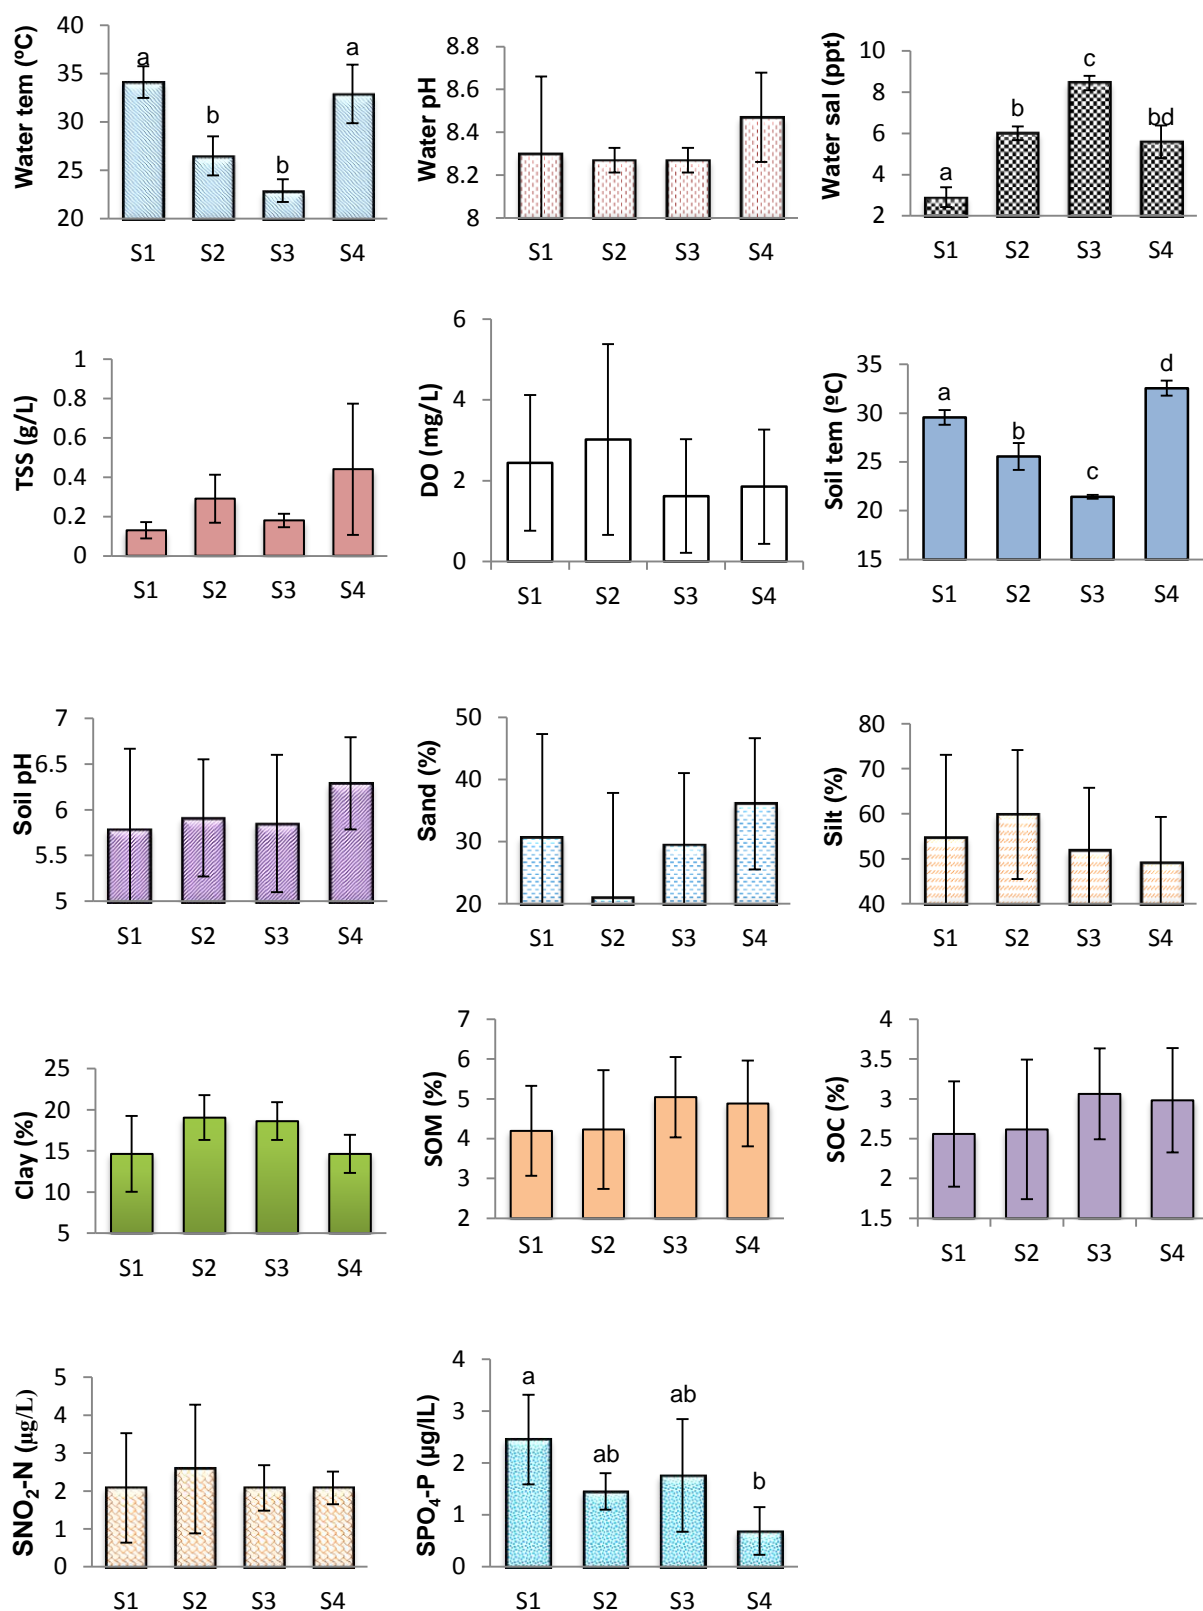 Water tem (ºC)
40
35
30
25
20
a
b
b
a
S1 S2 S3 S4
Water pH
8.8
8.6
8.4
8.2
8
S1 S2 S3 S4
Water sal (ppt)
10
8
6
4
2
a
b
c
bd
S1 S2 S3 S4
TSS (g/L)
1
0.8
0.6
0.4
0.2
0
S1 S2 S3 S4
DO (mg/L)
6
4
2
0
S1 S2 S3 S4
Soil tem (ºC)
35
30
25
20
15
a
b
c
d
S1 S2 S3 S4
Soil pH
7
6.5
6
5.5
5
S1 S2 S3 S4
Sand (%)
50
40
30
20
S1 S2 S3 S4
Silt (%)
80
70
60
50
40
S1 S2 S3 S4
Clay (%)
25
20
15
10
5
S1 S2 S3 S4
SOM (%)
7
6
5
4
3
2
S1 S2 S3 S4
SOC (%)
4
3.5
3
2.5
2
1.5
S1 S2 S3 S4
SNO₂-N (µg/L)
5
4
3
2
1
0
S1 S2 S3 S4
SPO₄-P (µg/lL)
4
3
2
1
0
a
ab
ab
b
S1 S2 S3 S4